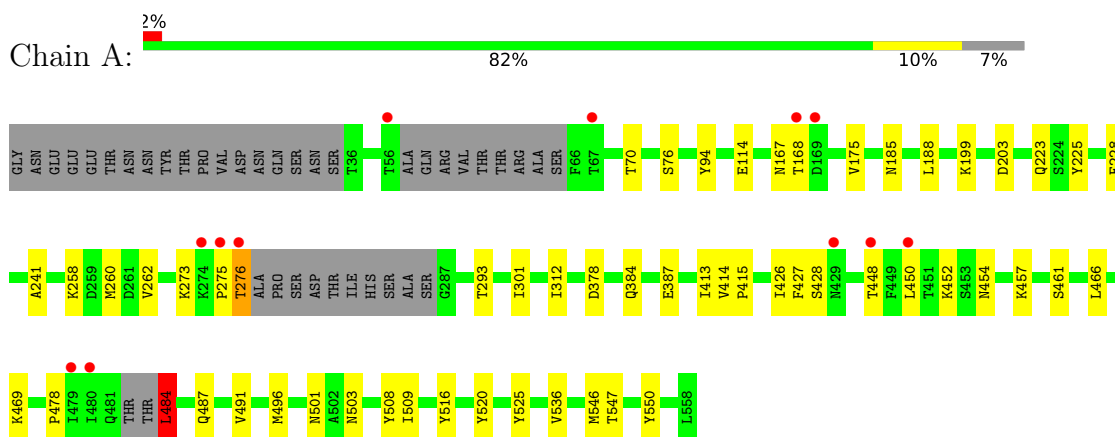 2%
Chain A:
82% 10% 7%
GLY ASN GLU GLU GLU THR ASN ASN TYR THR PRO VAL ASP ASN GLN SER ASN SER T36 T56 ALA GLN ARG VAL THR THR ARG ALA SER F66 T67 T70 S76 Y94 E114 N167 T168 D169 V175 N185 L188 K199 D203 Q223 S224 Y225
A241 K258 D259 M260 D261 V262 K273 K274 P275 T276 ALA PRO SER ASP THR ILE HIS SER ALA SER G287 T293 I301 I312 D378 Q384 E387 I413 V414 P415 I426 F427 S428 N429 T448 F449 L450 T451 K452 S453 N454 K457 S461 L466
K469 P478 I479 I480 Q481 THR THR L484 Q487 V491 M496 N501 A502 N503 Y508 I509 Y516 Y520 Y525 V536 M546 T547 Y550 L558